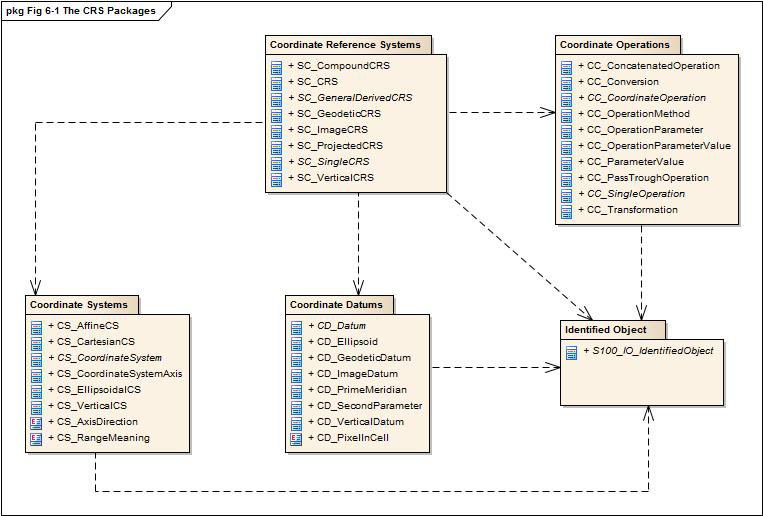 pkg Fig 6-1 The CRS Packages
Coordinate Reference Systems
+ SC_CompoundCRS
+ SC_CRS
+ SC_GeneralDerivedCRS
+ SC_GeodeticCRS
+ SC_ImageCRS
+ SC_ProjectedCRS
+ SC_SingleCRS
+ SC_VerticalCRS
Coordinate Operations
+ CC_ConcatenatedOperation
+ CC_Conversion
+ CC_CoordinateOperation
+ CC_OperationMethod
+ CC_OperationParameter
+ CC_OperationParameterValue
+ CC_ParameterValue
+ CC_PassTroughOperation
+ CC_SingleOperation
+ CC_Transformation
Coordinate Systems
+ CS_AffineCS
+ CS_CartesianCS
+ CS_CoordinateSystem
+ CS_CoordinateSystemAxis
+ CS_EllipsoidalCS
+ CS_VerticalCS
+ CS_AxisDirection
+ CS_RangeMeaning
Coordinate Datums
+ CD_Datum
+ CD_Ellipsoid
+ CD_GeodeticDatum
+ CD_ImageDatum
+ CD_PrimeMeridian
+ CD_SecondParameter
+ CD_VerticalDatum
+ CD_PixelInCell
Identified Object
+ S100_IO_IdentifiedObject